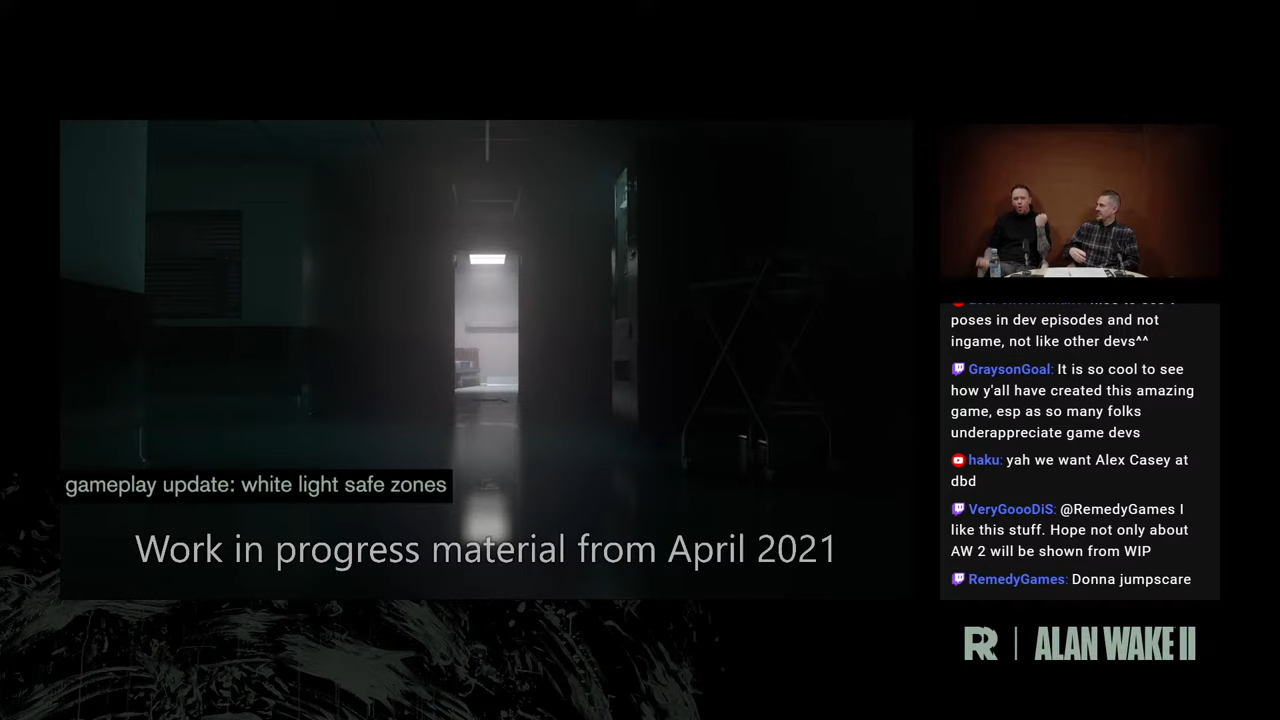 gameplay update: white light safe zones
Work in progress material from April 2021
poses in dev episodes and not
ingame, not like other devs^^
GraysonGoal: It is so cool to see
how y'all have created this amazing
game, esp as so many folks
underappreciate game devs
haku: yah we want Alex Casey at
dbd
VeryGoooDiS: @RemedyGames I
like this stuff. Hope not only about
AW 2 will be shown from WIP
RemedyGames: Donna jumpscare
R | ALAN WAKE II